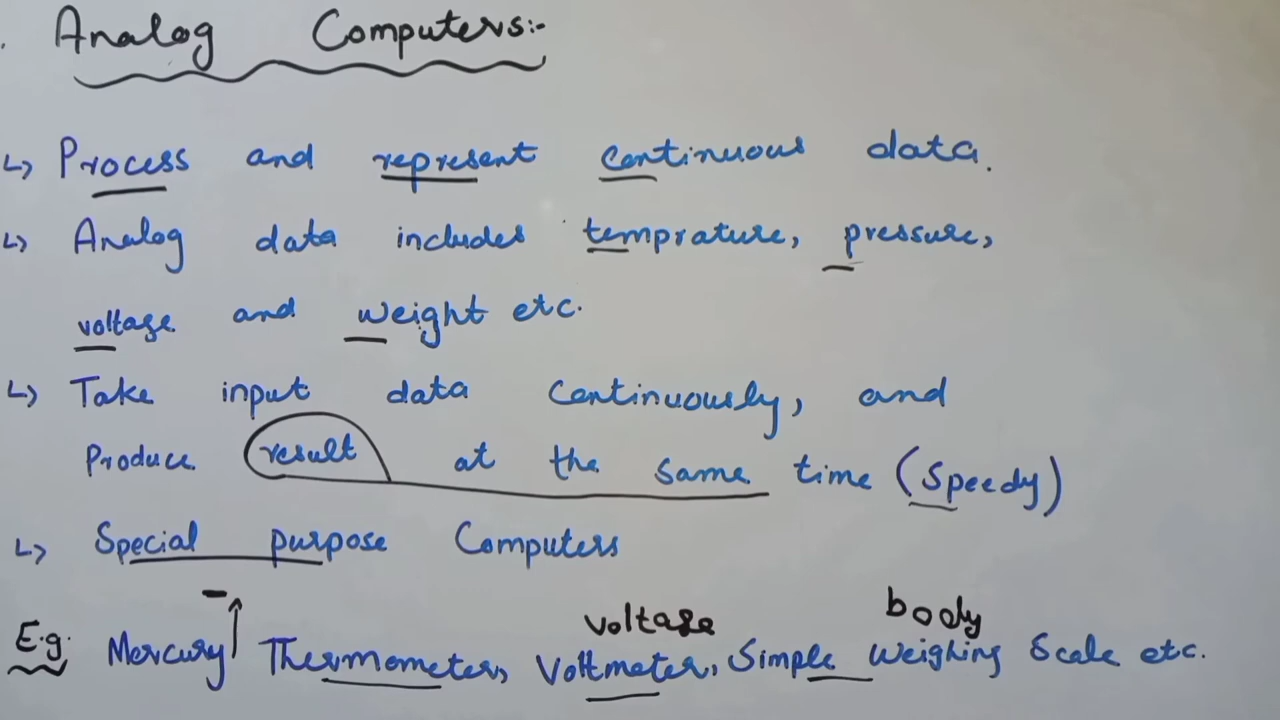 Analog Computers:-
↳ Process and represent continuous data.
↳ Analog data includes temprature, pressure,
voltage and weight etc.
↳ Take input data continuously, and
Produce result at the same time (Speedy)
↳ Special purpose Computers
voltage body
E.g. Mercury Thermometer, Voltmeter, Simple Weighing Scale etc.